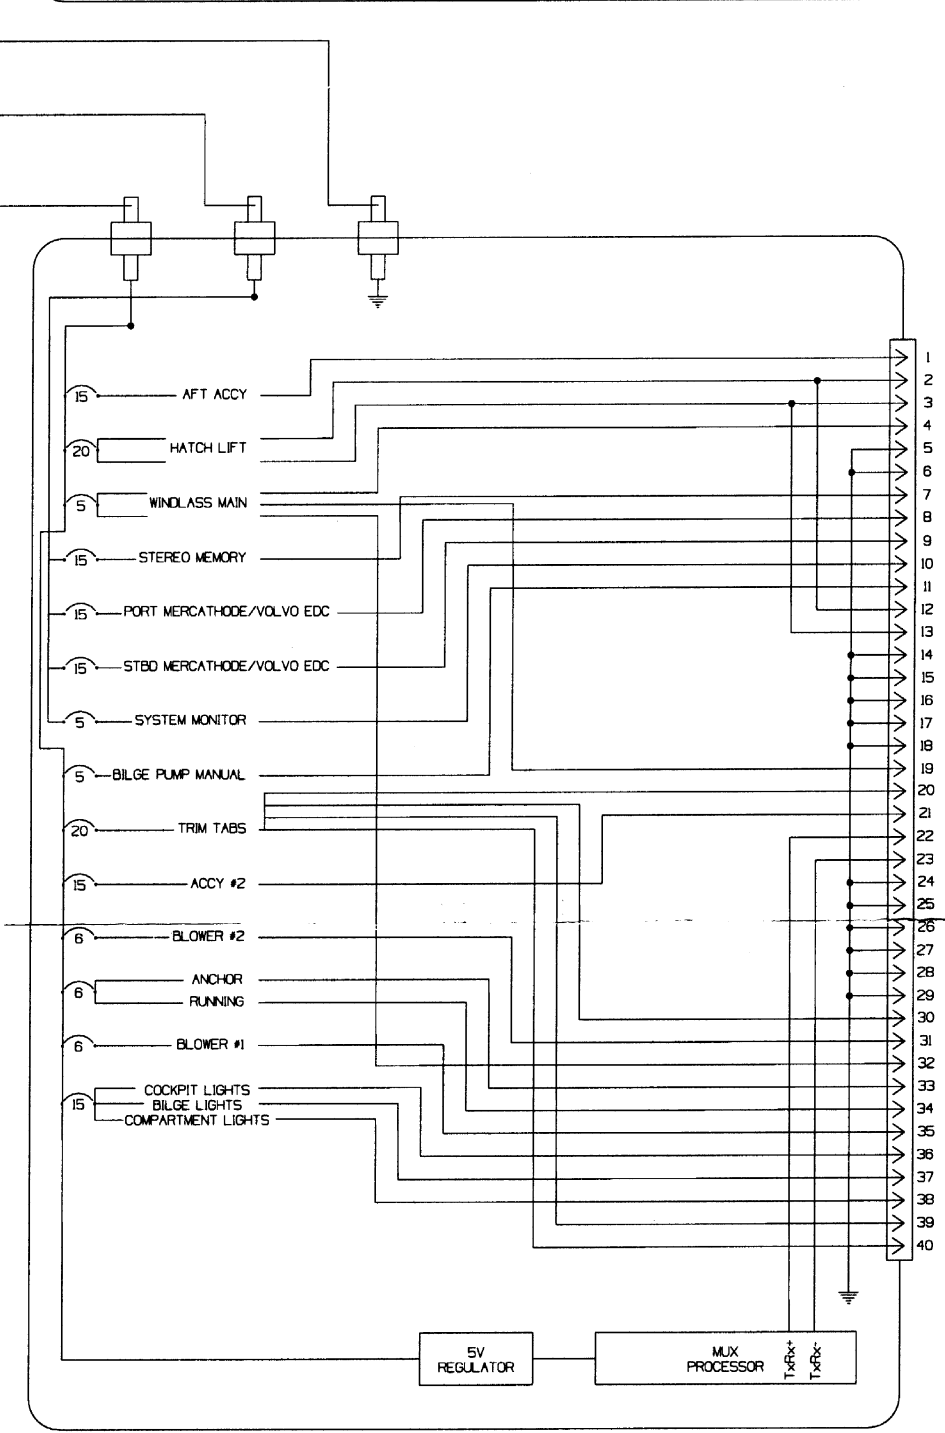 1
15 AFT ACCY
2
3
4
20 HATCH LIFT
5
6
7
5 WINDLASS MAIN
8
9
15 STEREO MEMORY
10
11
12
15 PORT MERCATHODE/VOLVO EDC
13
14
15 STBD MERCATHODE/VOLVO EDC
15
16
17
5 SYSTEM MONITOR
18
19
5 BILGE PUMP MANUAL
20
21
20 TRIM TABS
22
23
15 ACCY #2
24
25
26
6 BLOWER #2
27
28
ANCHOR
6
RUNNING
29
30
31
6 BLOWER #1
32
33
COCKPIT LIGHTS
15 BILGE LIGHTS
COMPARTMENT LIGHTS
34
35
36
37
38
39
40
5V
REGULATOR
MUX
PROCESSOR
TxRx+
TxRx-